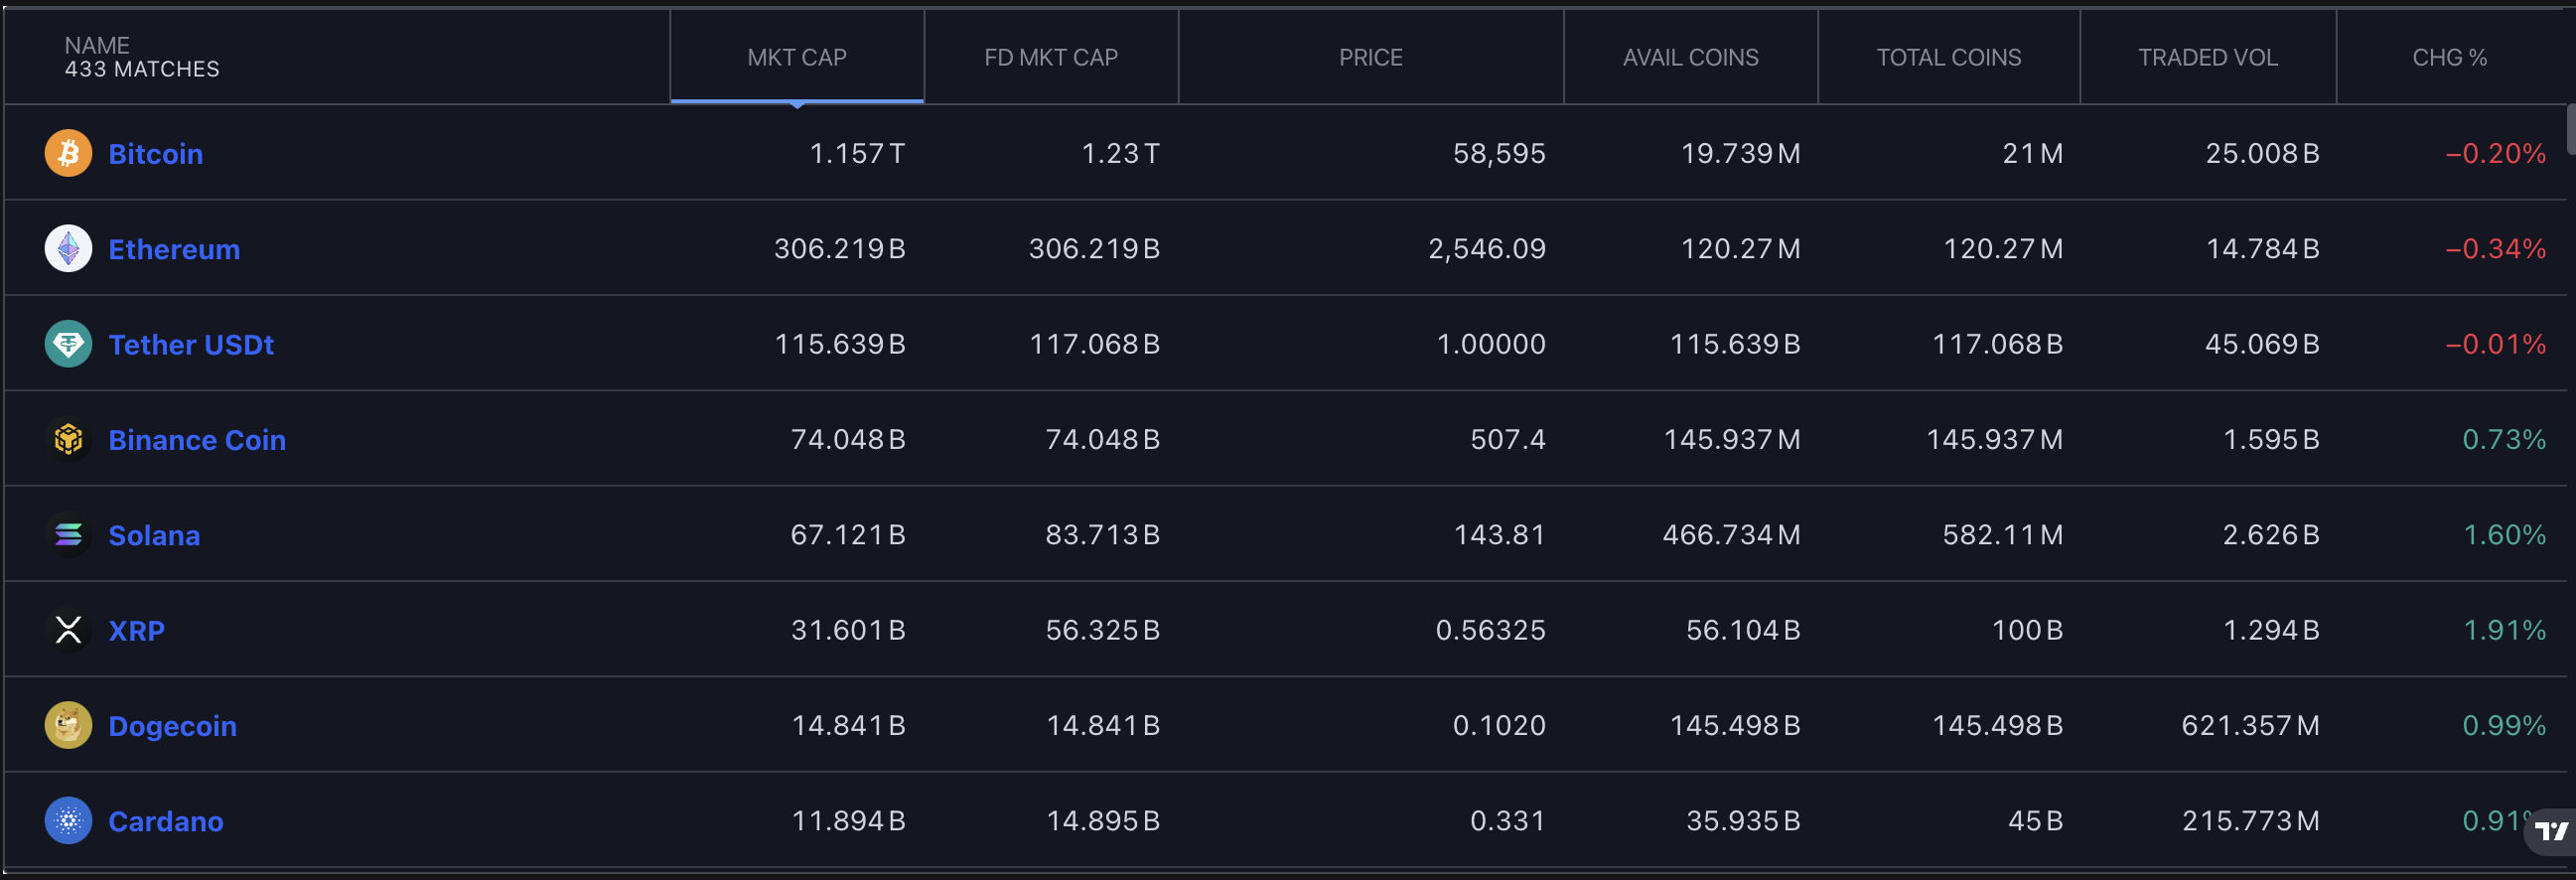 NAME
433 MATCHES
MKT CAP FD MKT CAP PRICE AVAIL COINS TOTAL COINS TRADED VOL CHG %
Bitcoin 1.157 T 1.23 T 58,595 19.739 M 21 M 25.008 B −0.20%
Ethereum 306.219 B 306.219 B 2,546.09 120.27 M 120.27 M 14.784 B −0.34%
Tether USDt 115.639 B 117.068 B 1.00000 115.639 B 117.068 B 45.069 B −0.01%
Binance Coin 74.048 B 74.048 B 507.4 145.937 M 145.937 M 1.595 B 0.73%
Solana 67.121 B 83.713 B 143.81 466.734 M 582.11 M 2.626 B 1.60%
XRP 31.601 B 56.325 B 0.56325 56.104 B 100 B 1.294 B 1.91%
Dogecoin 14.841 B 14.841 B 0.1020 145.498 B 145.498 B 621.357 M 0.99%
Cardano 11.894 B 14.895 B 0.331 35.935 B 45 B 215.773 M 0.91%